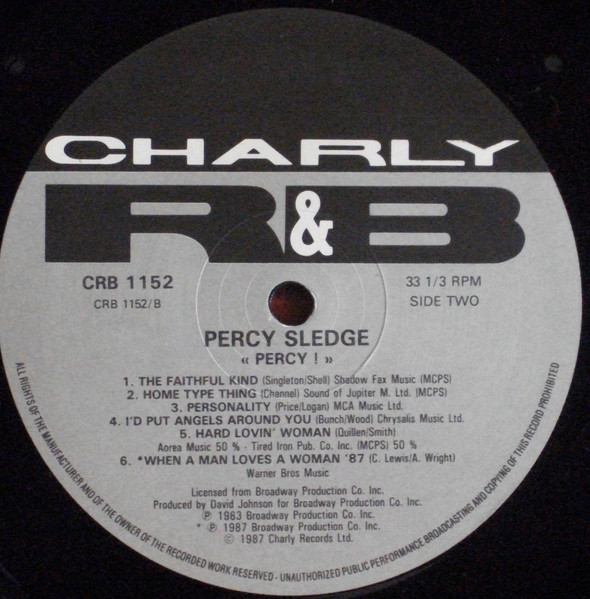 CHARLY
R&B
CRB 1152
CRB 1152/B
33 1/3 RPM
SIDE TWO
PERCY SLEDGE
« PERCY ! »
1. THE FAITHFUL KIND (Singleton/Shell) Shadow Fax Music (MCPS)
2. HOME TYPE THING (Channel) Sound of Jupiter M. Ltd. (MCPS)
3. PERSONALITY (Price/Logan) MCA Music Ltd.
4. I'D PUT ANGELS AROUND YOU (Bunch/Wood) Chrysalis Music Ltd.
5. HARD LOVIN' WOMAN (Quillen/Smith)
Aorea Music 50 % - Tired Iron Pub. Co. Inc. (MCPS) 50 %
6. *WHEN A MAN LOVES A WOMAN '87 (C. Lewis/A. Wright)
Warner Bros Music
Licensed from Broadway Production Co. Inc.
Produced by David Johnson for Broadway Production Co. Inc.
℗ 1983 Broadway Production Co. Inc.
* ℗ 1987 Broadway Production Co. Inc.
© 1987 Charly Records Ltd.
ALL RIGHTS OF THE MANUFACTURER AND OF THE OWNER OF THE RECORDED WORK RESERVED - UNAUTHORIZED PUBLIC PERFORMANCE BROADCASTING AND COPYING OF THIS RECORD PROHIBITED